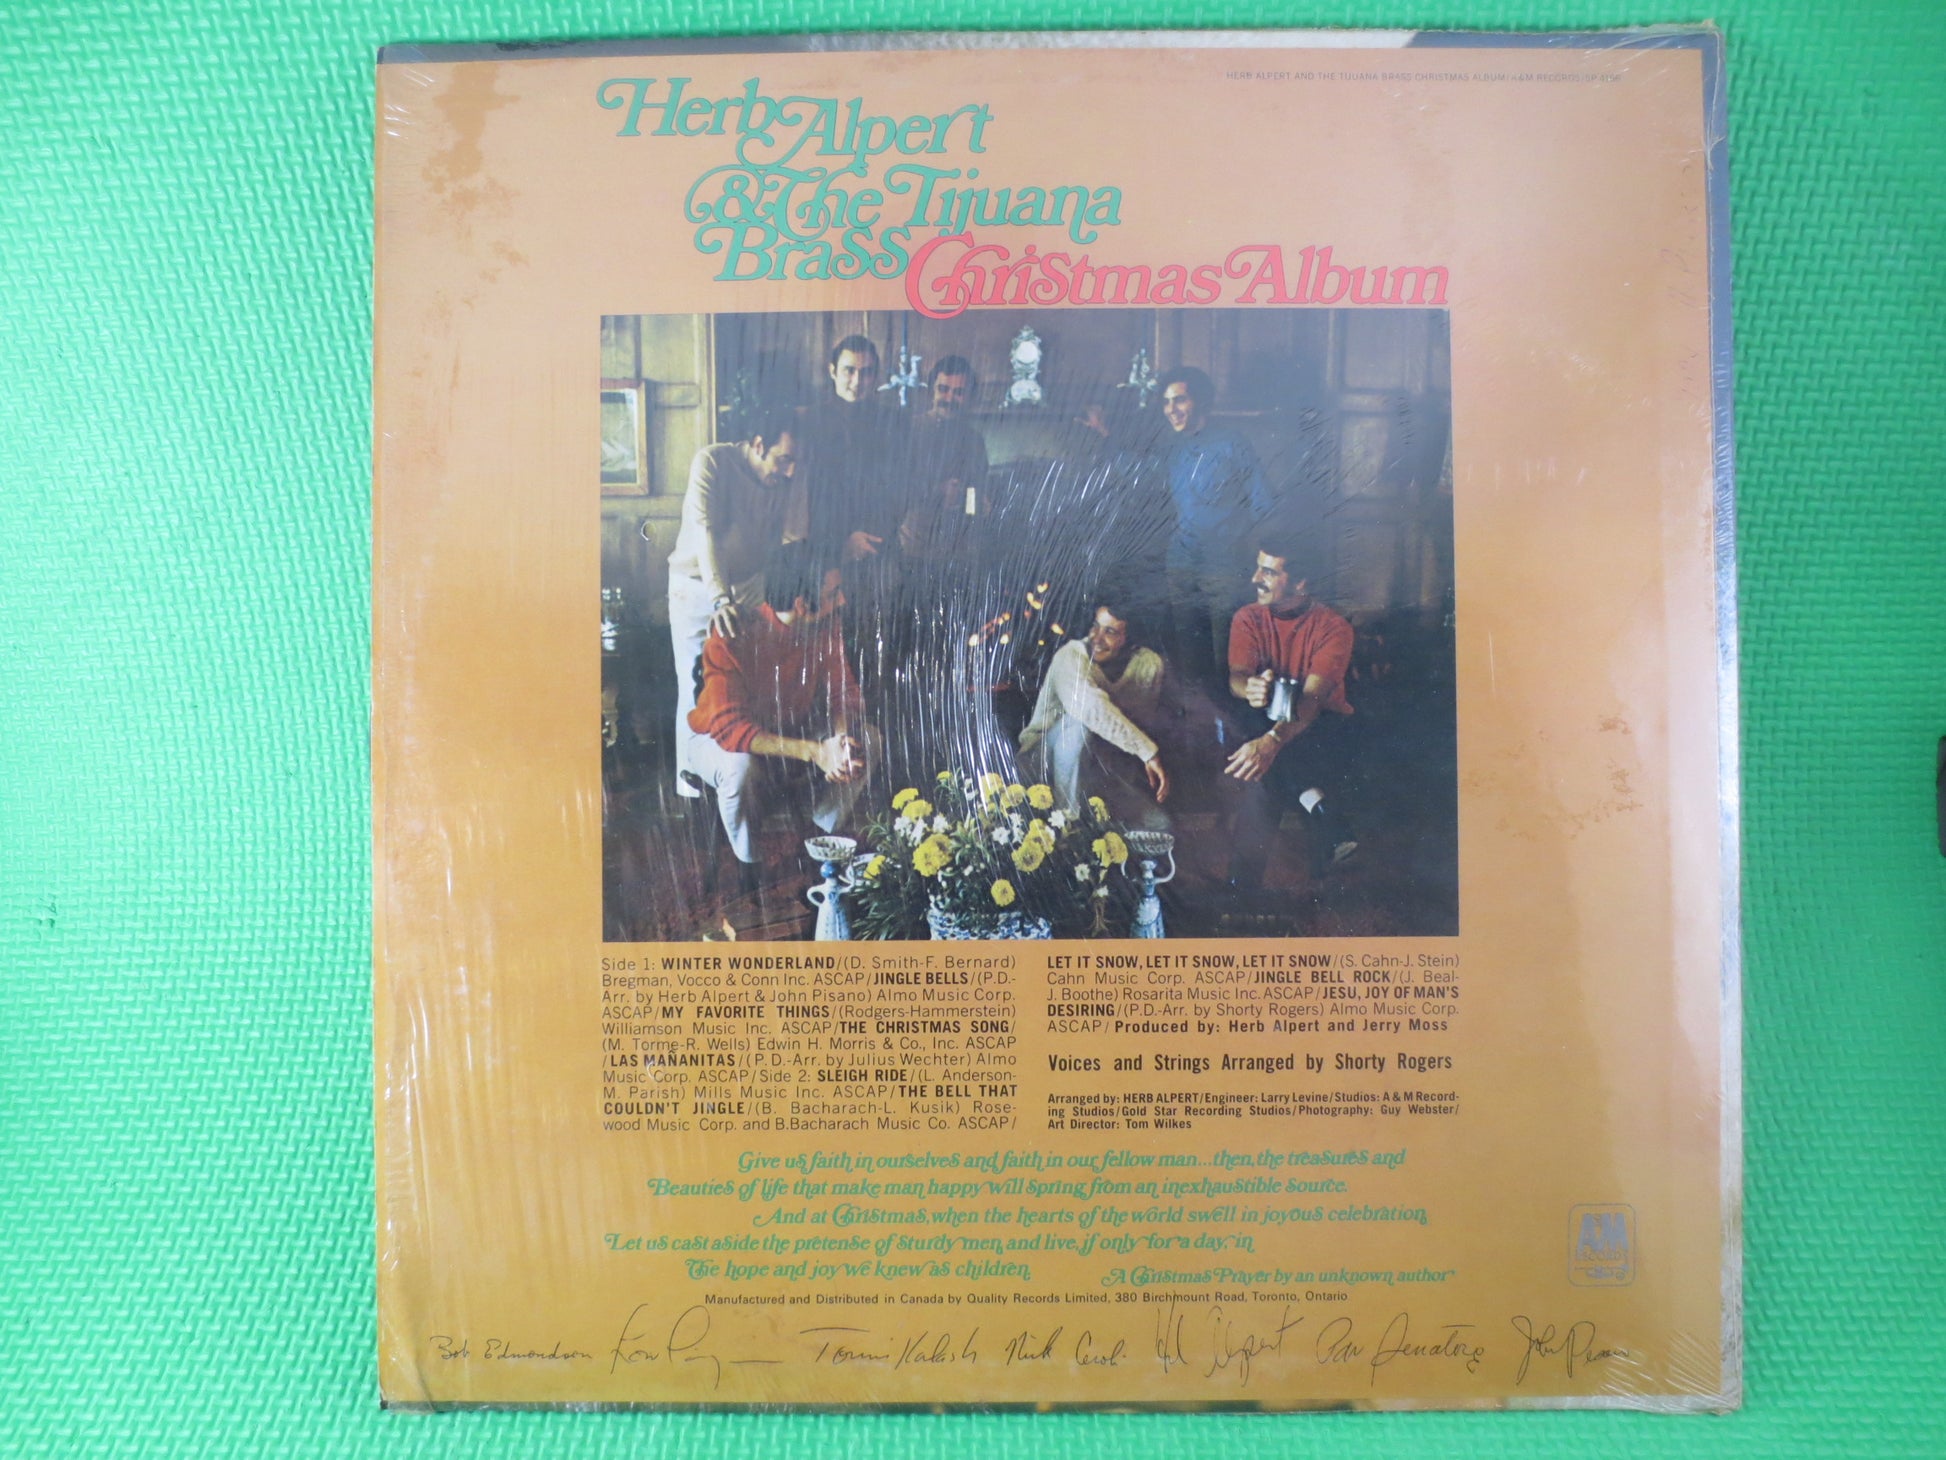 HERB ALPERT AND THE TIJUANA BRASS CHRISTMAS ALBUM/A&M RECORDS/SP 4166
Herb Alpert
& The Tijuana
Brass Christmas Album
Side 1: WINTER WONDERLAND/(D. Smith-F. Bernard)
Bregman, Vocco & Conn Inc. ASCAP/JINGLE BELLS/(P.D.-
Arr. by Herb Alpert & John Pisano) Almo Music Corp.
ASCAP/MY FAVORITE THINGS/(Rodgers-Hammerstein)
Williamson Music Inc. ASCAP/THE CHRISTMAS SONG/
(M. Torme-R. Wells) Edwin H. Morris & Co., Inc. ASCAP
/LAS MAÑANITAS/(P.D.-Arr. by Julius Wechter) Almo
Music Corp. ASCAP/Side 2: SLEIGH RIDE/(L. Anderson-
M. Parish) Mills Music Inc. ASCAP/THE BELL THAT
COULDN'T JINGLE/(B. Bacharach-L. Kusik) Rose-
wood Music Corp. and B.Bacharach Music Co. ASCAP/
LET IT SNOW, LET IT SNOW, LET IT SNOW/(S. Cahn-J. Stein)
Cahn Music Corp. ASCAP/JINGLE BELL ROCK/(J. Beal-
J. Boothe) Rosarita Music Inc. ASCAP/JESU, JOY OF MAN'S
DESIRING/(P.D.-Arr. by Shorty Rogers) Almo Music Corp.
ASCAP/Produced by: Herb Alpert and Jerry Moss
Voices and Strings Arranged by Shorty Rogers
Arranged by: HERB ALPERT/Engineer: Larry Levine/Studios: A & M Record-
ing Studios/Gold Star Recording Studios/Photography: Guy Webster/
Art Director: Tom Wilkes
Give us faith in ourselves and faith in our fellow man...then, the treasures and
Beauties of life that make man happy will spring from an inexhaustible source.
And at Christmas, when the hearts of the world swell in joyous celebration,
Let us cast aside the pretense of sturdy men, and live, if only for a day, in
The hope and joy we knew as children.
A Christmas Prayer by an unknown author
A&M
RECORDS
Manufactured and Distributed in Canada by Quality Records Limited, 380 Birchmount Road, Toronto, Ontario
Bob Edmondson Tonni Kalash Nick Ceroli Herb Alpert Pat Senatore John Pisano